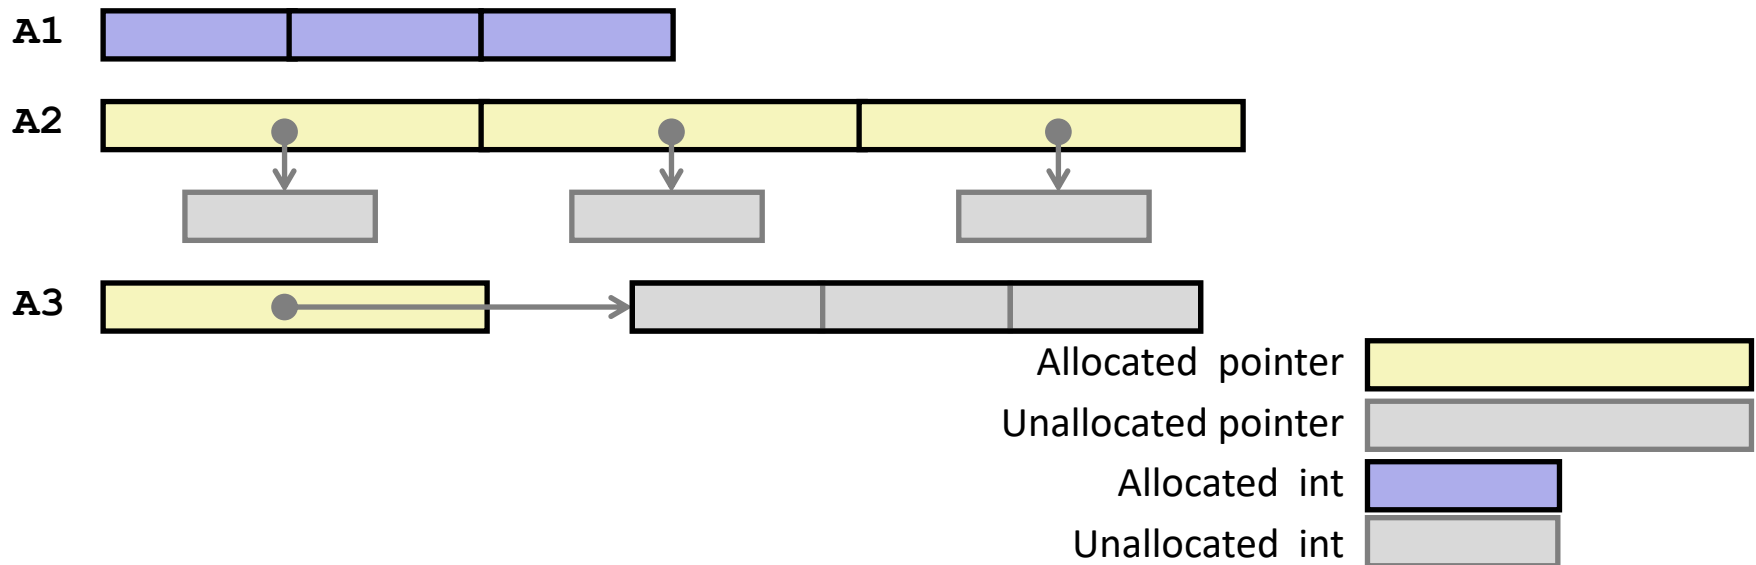 A1
A2
A3
Allocated pointer
Unallocated pointer
Allocated int
Unallocated int